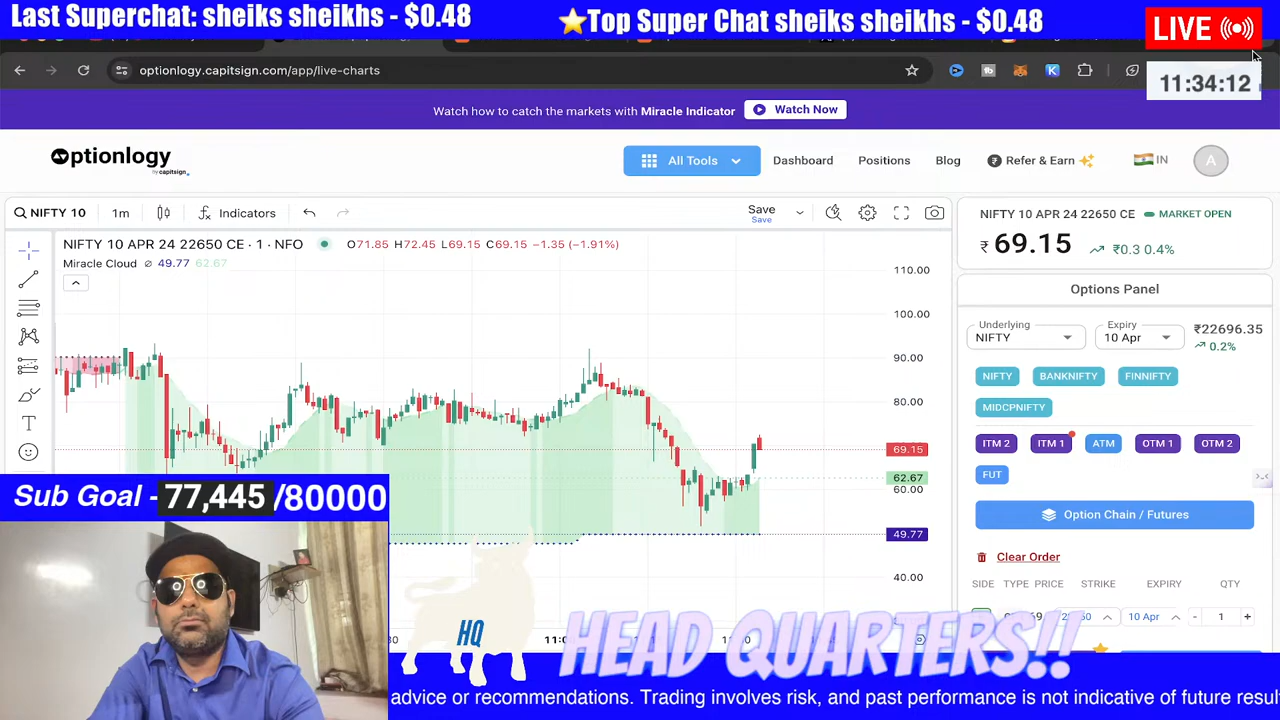 Last Superchat: sheiks sheikhs - $0.48
⭐Top Super Chat sheiks sheikhs - $0.48
LIVE
optionlogy.capitsign.com/app/live-charts
11:34:12
Watch how to catch the markets with Miracle Indicator
Watch Now
optionlogy
by capitsign
All Tools
Dashboard
Positions
Blog
Refer & Earn
IN
A
NIFTY 10
1m
Indicators
Save
Save
NIFTY 10 APR 24 22650 CE
MARKET OPEN
₹ 69.15
₹0.3 0.4%
NIFTY 10 APR 24 22650 CE · 1 · NFO
O71.85 H72.45 L69.15 C69.15 −1.35 (−1.91%)
Miracle Cloud ⌀ 49.77 62.67
110.00
100.00
90.00
80.00
69.15
62.67
60.00
49.77
40.00
Options Panel
Underlying
NIFTY
Expiry
10 Apr
₹22696.35
0.2%
NIFTY
BANKNIFTY
FINNIFTY
MIDCPNIFTY
ITM 2
ITM 1
ATM
OTM 1
OTM 2
FUT
Option Chain / Futures
Clear Order
SIDE TYPE PRICE STRIKE EXPIRY QTY
10 Apr - 1 +
Sub Goal - 77,445 /80000
HQ
HEAD QUARTERS!!
advice or recommendations. Trading involves risk, and past performance is not indicative of future resul